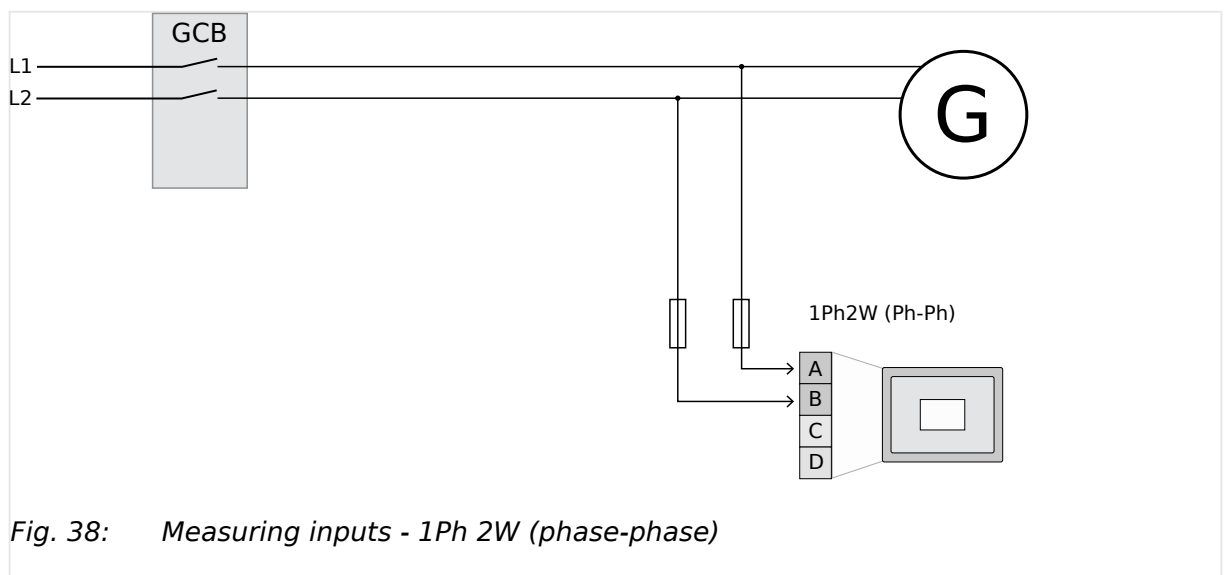 GCB
L1
L2
G
1Ph2W (Ph-Ph)
A
B
C
D
Fig. 38: Measuring inputs - 1Ph 2W (phase-phase)